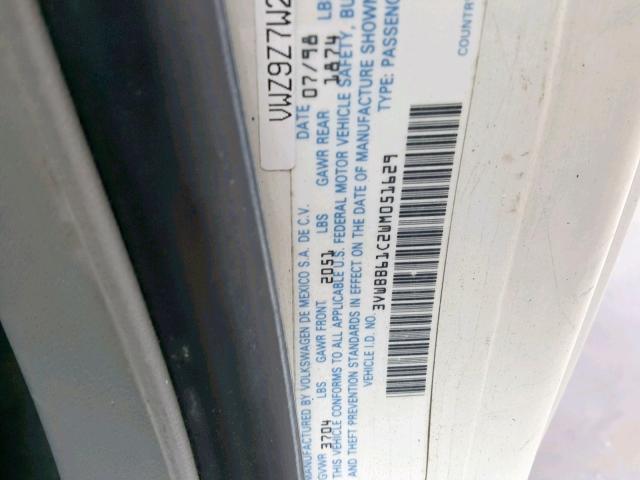 VWZ9Z7W2
MANUFACTURED BY VOLKSWAGEN DE MEXICO S.A. DE C.V. DATE 07/98
GVWR 3704 LBS GAWR FRONT 2051 LBS GAWR REAR 1874 LB
THIS VEHICLE CONFORMS TO ALL APPLICABLE U.S. FEDERAL MOTOR VEHICLE SAFETY, BU
AND THEFT PREVENTION STANDARDS IN EFFECT ON THE DATE OF MANUFACTURE SHOWN
VEHICLE I.D. NO. TYPE: PASSENG
3VWBB61C2WM051629
COUNTRY